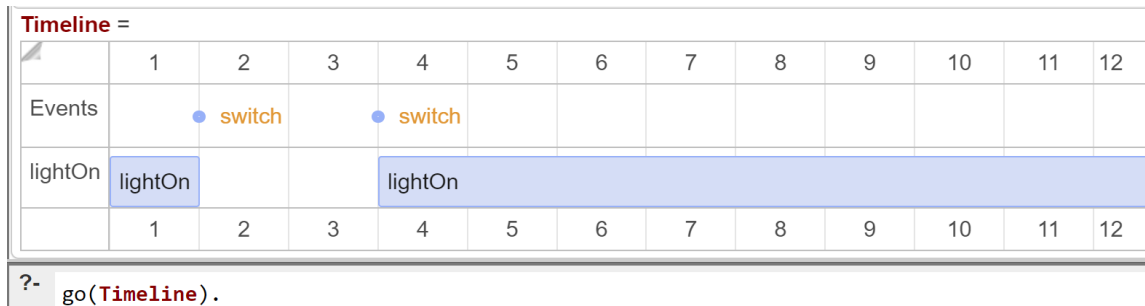 Timeline =
1 2 3 4 5 6 7 8 9 10 11 12
Events switch switch
lightOn lightOn lightOn
1 2 3 4 5 6 7 8 9 10 11 12
?- go(Timeline).